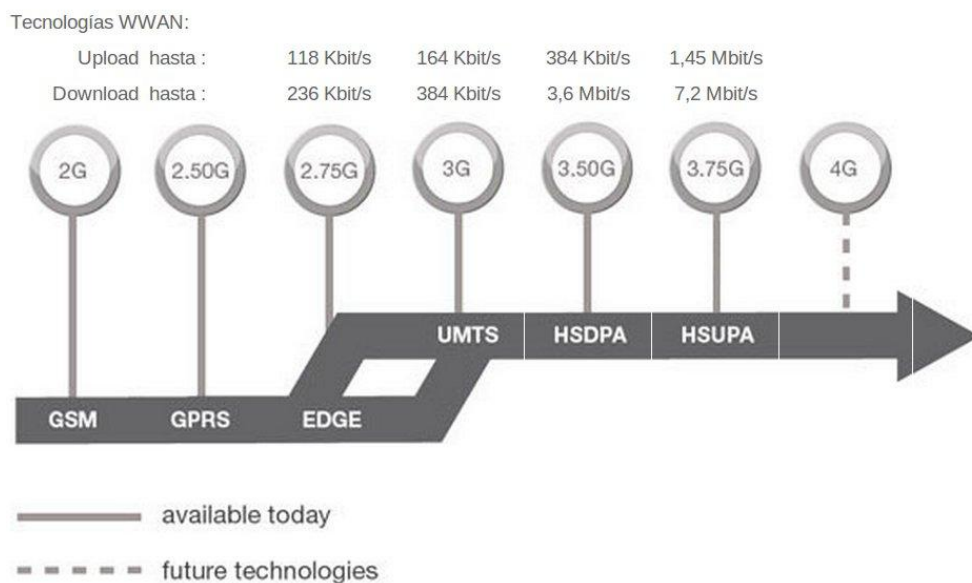 Tecnologías WWAN:
Upload hasta : 118 Kbit/s 164 Kbit/s 384 Kbit/s 1,45 Mbit/s
Download hasta : 236 Kbit/s 384 Kbit/s 3,6 Mbit/s 7,2 Mbit/s
2G 2.50G 2.75G 3G 3.50G 3.75G 4G
UMTS HSDPA HSUPA
GSM GPRS EDGE
available today
future technologies